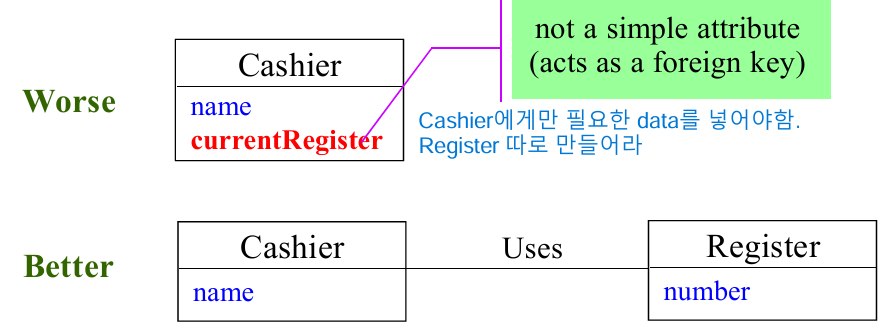 not a simple attribute
(acts as a foreign key)
Cashier
Worse
name
currentRegister
Cashier에게만 필요한 data를 넣어야함.
Register 따로 만들어라
Cashier
Uses
Register
Better
name
number